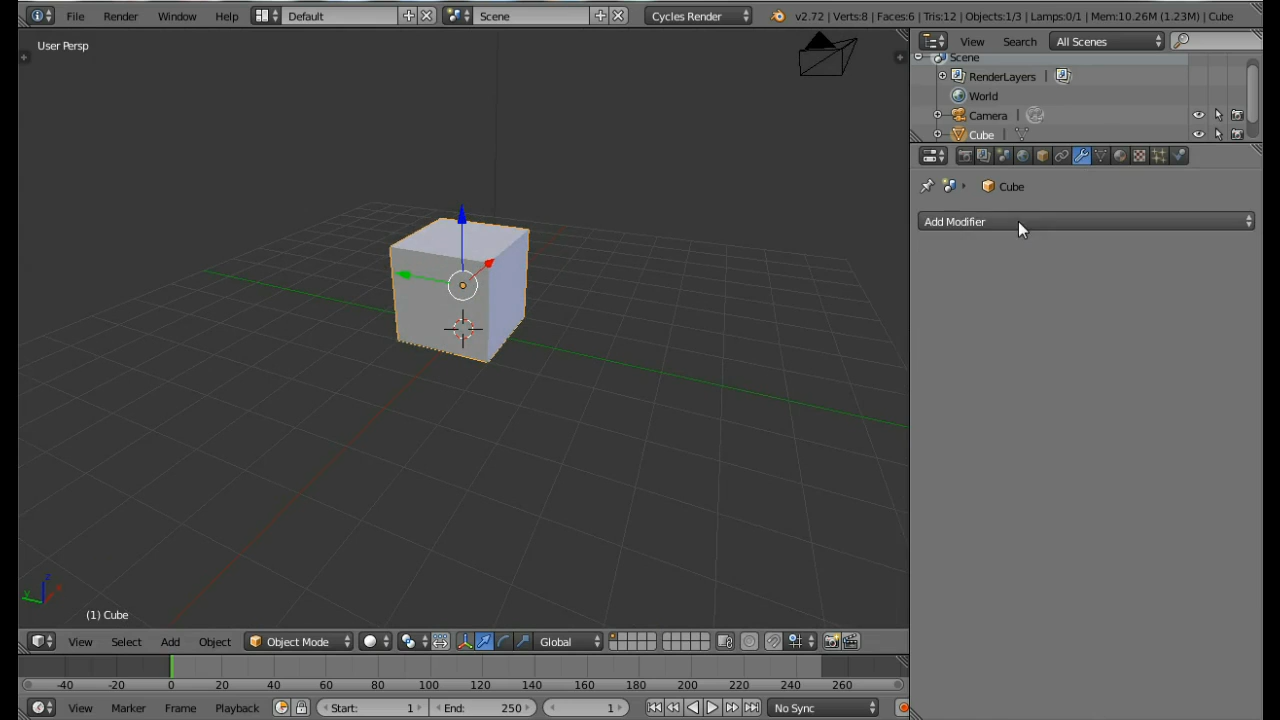 File Render Window Help Default Scene Cycles Render v2.72 | Verts:8 | Faces:6 | Tris:12 | Objects:1/3 | Lamps:0/1 | Mem:10.26M (1.23M) | Cube
User Persp
View Search All Scenes
Scene
RenderLayers
World
Camera
Cube
Cube
Add Modifier
(1) Cube
View Select Add Object Object Mode Global
-40 -20 0 20 40 60 80 100 120 140 160 180 200 220 240 260
View Marker Frame Playback Start: 1 End: 250 1 No Sync